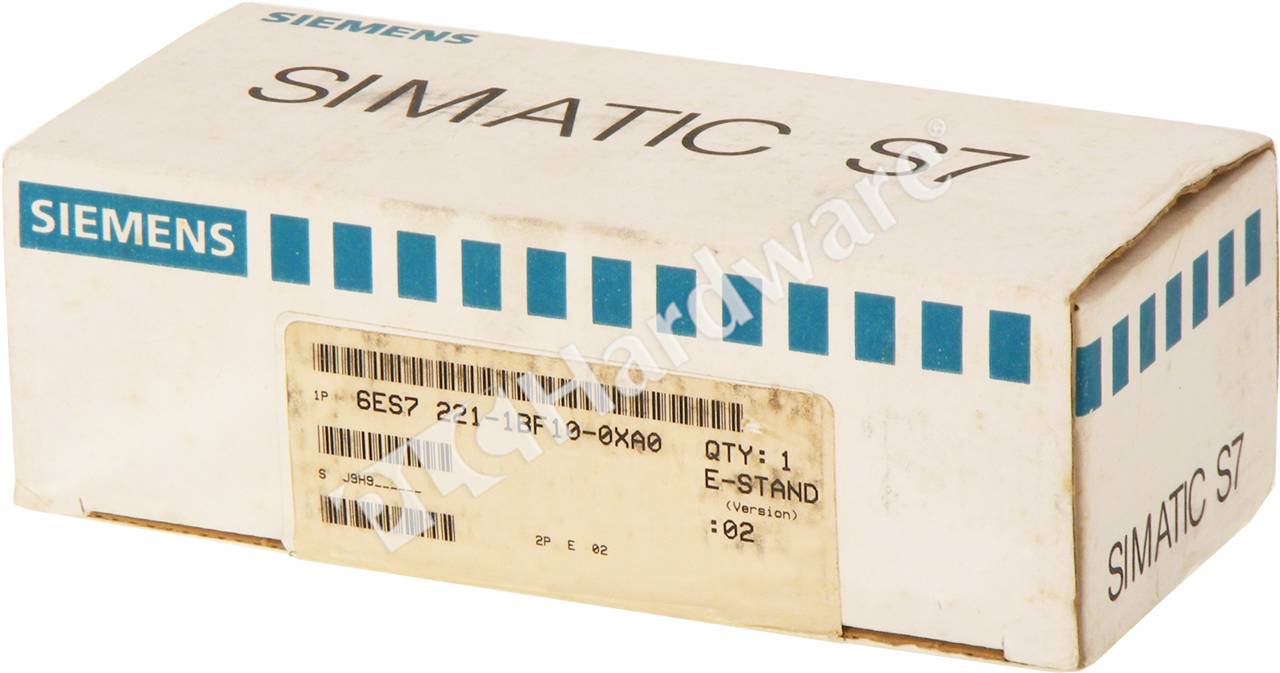 SIEMENS
SIMATIC S7
SIEMENS
1P 6ES7 221-1BF10-0XA0
QTY: 1
S J9H9_____
E-STAND
(Version)
:02
2P E 02
SIMATIC S7
PLCHardware®